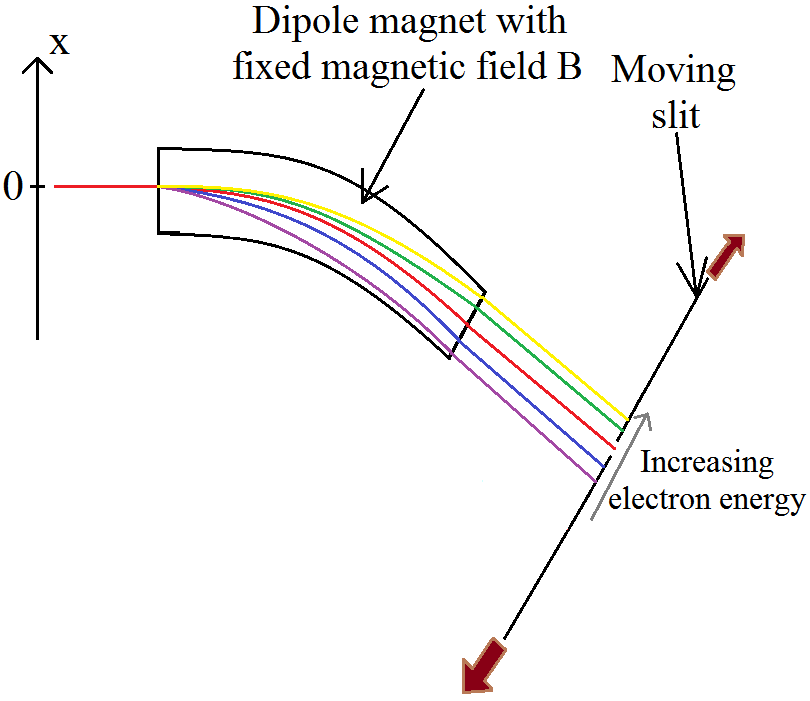 Dipole magnet with
fixed magnetic field B
x
Moving
slit
0
Increasing
electron energy